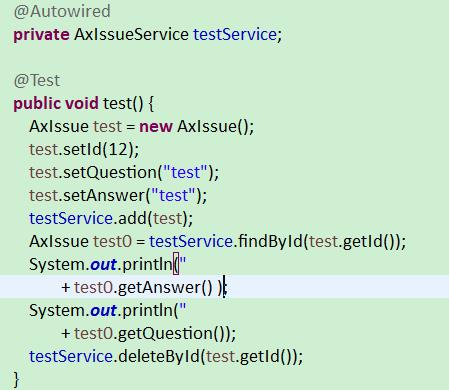 @Autowired
private AxIssueService testService;
@Test
public void test() {
AxIssue test = new AxIssue();
test.setId(12);
test.setQuestion("test");
test.setAnswer("test");
testService.add(test);
AxIssue test0 = testService.findById(test.getId());
System.out.println("
+ test0.getAnswer() );
System.out.println("
+ test0.getQuestion());
testService.deleteById(test.getId());
}